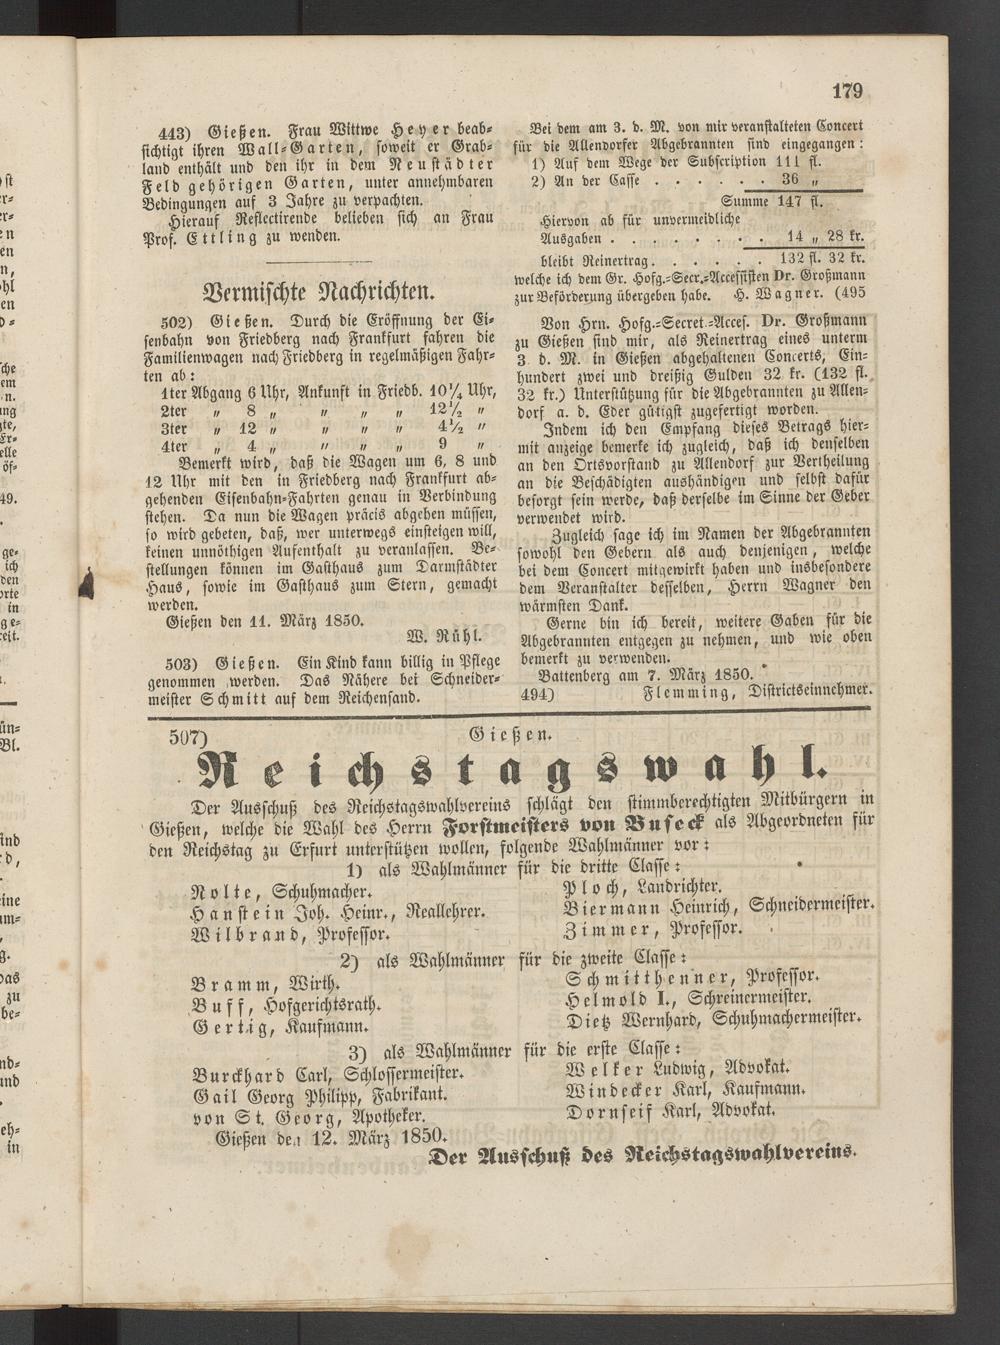 179
443) Gießen. Frau Wittwe Heyer beab-
sichtigt ihren Wall-Garten, soweit er Grab-
land enthält und den ihr in dem Neustädter
Feld gehörigen Garten, unter annehmbaren
Bedingungen auf 3 Jahre zu verpachten.
Hierauf Reflectirende belieben sich an Frau
Prof. Ettling zu wenden.
Vermischte Nachrichten.
502) Gießen. Durch die Eröffnung der Ei-
senbahn von Friedberg nach Frankfurt fahren die
Familienwagen nach Friedberg in regelmäßigen Fahr-
ten ab:
1ter Abgang 6 Uhr, Ankunft in Friedb. 10¼ Uhr,
2ter „ 8 „ „ „ „ 12½ „
3ter „ 12 „ „ „ „ 4½ „
4ter „ 4 „ „ „ „ 9 „
Bemerkt wird, daß die Wagen um 6, 8 und
12 Uhr mit den in Friedberg nach Frankfurt ab-
gehenden Eisenbahn-Fahrten genau in Verbindung
stehen. Da nun die Wagen präcis abgehen müssen,
so wird gebeten, daß, wer unterwegs einsteigen will,
keinen unnöthigen Aufenthalt zu veranlassen. Be-
stellungen können im Gasthaus zum Darmstädter
Haus, sowie im Gasthaus zum Stern, gemacht
werden.
Gießen den 11. März 1850.
W. Rühl.
503) Gießen. Ein Kind kann billig in Pflege
genommen werden. Das Nähere bei Schneider-
meister Schmitt auf dem Reichensand.
Bei dem am 3. d. M. von mir veranstalteten Concert
für die Allendorfer Abgebrannten sind eingegangen:
1) Auf dem Wege der Subscription 111 fl.
2) An der Casse . . . . . . 36 „
Summe 147 fl.
Hiervon ab für unvermeidliche
Ausgaben . . . . . . . . 14 „ 28 kr.
bleibt Reinertrag . . . . . . 132 fl. 32 kr.
welche ich dem Gr. Hofg.-Secr.-Accessisten Dr. Großmann
zur Beförderung übergeben habe. H. Wagner. (495
Von Hrn. Hofg.-Secret.-Acces. Dr. Großmann
zu Gießen sind mir, als Reinertrag eines unterm
3 d. M. in Gießen abgehaltenen Concerts, Ein-
hundert zwei und dreißig Gulden 32 kr. (132 fl.
32 kr.) Unterstützung für die Abgebrannten zu Allen-
dorf a. d. Eder gütigst zugefertigt worden.
Indem ich den Empfang dieses Betrags hier-
mit anzeige bemerke ich zugleich, daß ich denselben
an den Ortsvorstand zu Allendorf zur Vertheilung
an die Beschädigten aushändigen und selbst dafür
besorgt sein werde, daß derselbe im Sinne der Geber
verwendet wird.
Zugleich sage ich im Namen der Abgebrannten
sowohl den Gebern als auch denjenigen, welche
bei dem Concert mitgewirkt haben und insbesondere
dem Veranstalter desselben, Herrn Wagner den
wärmsten Dank.
Gerne bin ich bereit, weitere Gaben für die
Abgebrannten entgegen zu nehmen, und wie oben
bemerkt zu verwenden.
Battenberg am 7. März 1850.
494) Flemming, Districtseinnehmer.
507) Gießen.
Reichstagswahl.
Der Ausschuß des Reichstagswahlvereins schlägt den stimmberechtigten Mitbürgern in
Gießen, welche die Wahl des Herrn Forstmeisters von Buseck als Abgeordneten für
den Reichstag zu Erfurt unterstützen wollen, folgende Wahlmänner vor:
1) als Wahlmänner für die dritte Classe:
Nolte, Schuhmacher.
Hanstein Joh. Heinr., Reallehrer.
Wilbrand, Professor.
Ploch, Landrichter.
Biermann Heinrich, Schneidermeister.
Zimmer, Professor.
2) als Wahlmänner für die zweite Classe:
Bramm, Wirth.
Buff, Hofgerichtsrath.
Gertig, Kaufmann.
Schmitthenner, Professor.
Helmold I., Schreinermeister.
Dietz Wernhard, Schuhmachermeister.
3) als Wahlmänner für die erste Classe:
Burckhard Carl, Schlossermeister.
Gail Georg Philipp, Fabrikant.
von St. Georg, Apotheker.
Welker Ludwig, Advokat.
Windecker Karl, Kaufmann.
Dornseif Karl, Advokat.
Gießen den 12. März 1850.
Der Ausschuß des Reichstagswahlvereins.